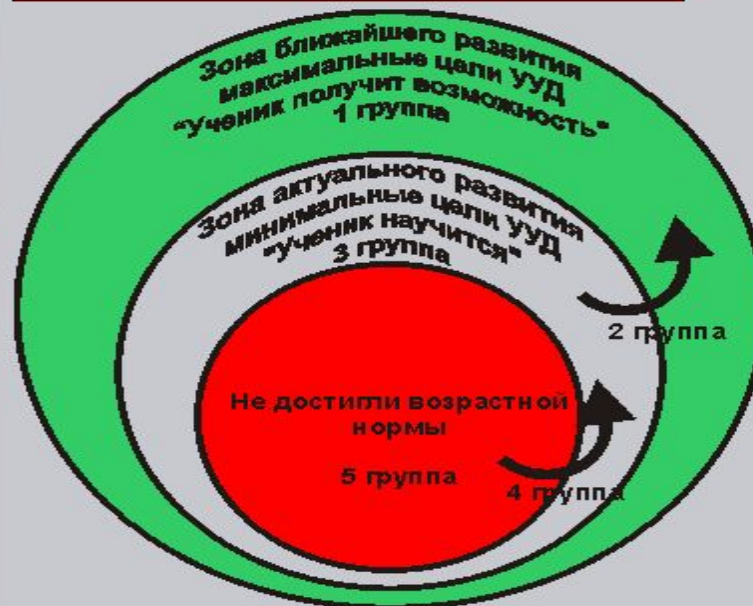 Зона ближайшего развития
максимальные цели УУД
"Ученик получит возможность"
1 группа
Зона актуального развития
минимальные цели УУД
"Ученик научится"
3 группа
2 группа
Не достигли возрастной
нормы
5 группа
4 группа